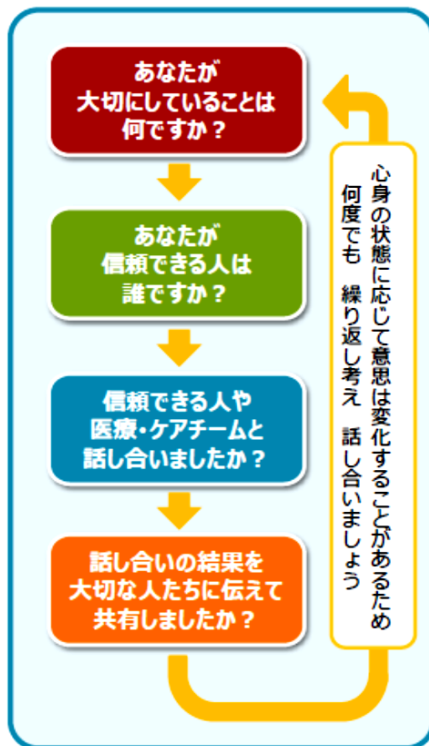 あなたが
大切にしていることは
何ですか？
あなたが
信頼できる人は
誰ですか？
信頼できる人や
医療・ケアチームと
話し合いましたか？
話し合いの結果を
大切な人たちに伝えて
共有しましたか？
心身の状態に応じて意思は変化することがあるため
何度でも　繰り返し考え　話し合いましょう